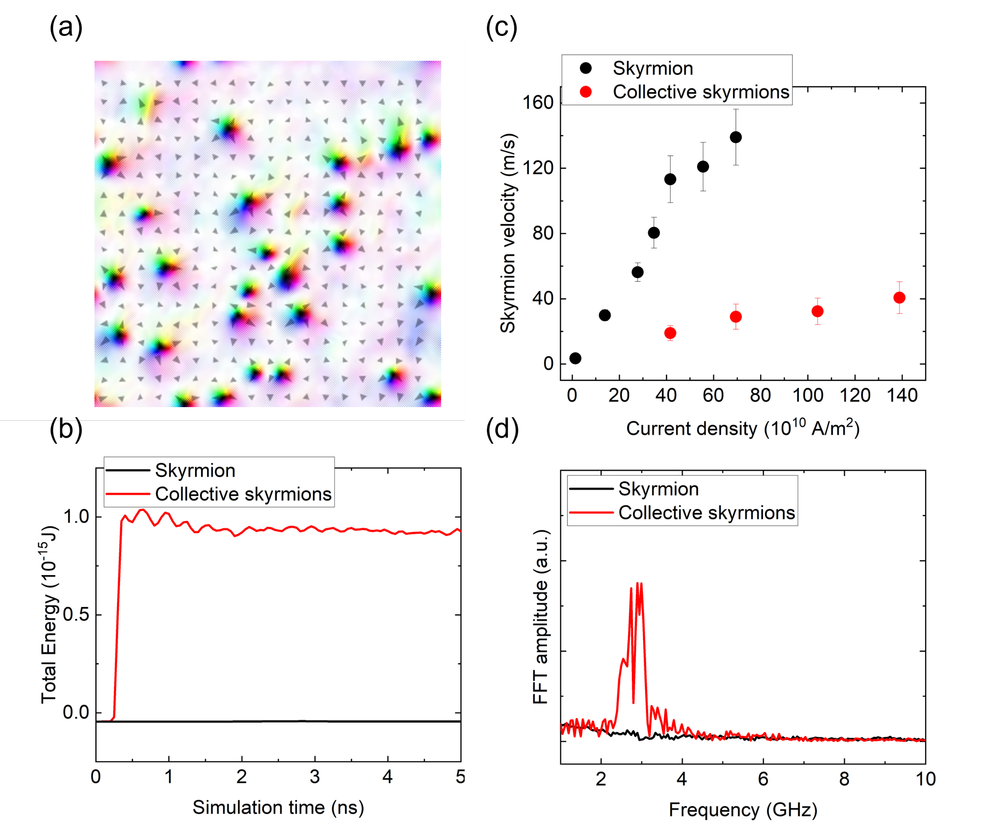 (a)
(c)
Skyrmion
Collective skyrmions
160
120
80
40
0
Skyrmion velocity (m/s)
0 20 40 60 80 100 120 140
Current density (10¹⁰ A/m²)
(b)
Skyrmion
Collective skyrmions
1.0
0.5
0.0
Total Energy (10⁻¹⁵J)
0 1 2 3 4 5
Simulation time (ns)
(d)
Skyrmion
Collective skyrmions
FFT amplitude (a.u.)
2 4 6 8 10
Frequency (GHz)